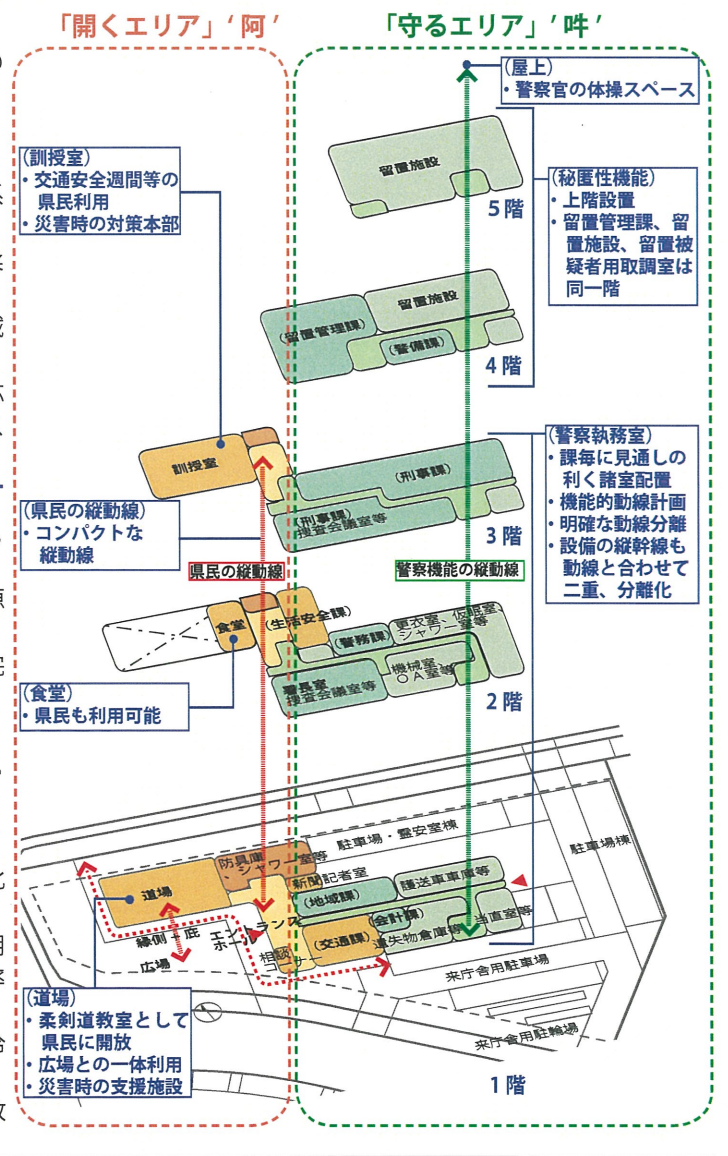 「開くエリア」‘阿’
「守るエリア」’吽’
(屋上)
・警察官の体操スペース
留置施設
5階
(訓授室)
・交通安全週間等の
県民利用
・災害時の対策本部
(秘匿性機能)
・上階設置
・留置管理課、留
置施設、留置被
疑者用取調室は
同一階
留置施設
(留置管理課)
(警備課)
4階
訓授室
(刑事課)
(刑事課)
捜査会議室等
3階
(警察執務室)
・課毎に見通しの
利く諸室配置
・機能的動線計画
・明確な動線分離
・設備の縦幹線も
動線と合わせて
二重、分離化
(県民の縦動線)
・コンパクトな
縦動線
県民の縦動線
警察機能の縦動線
食堂
(生活安全課)
(警務課)
更衣室、仮眠室、
シャワー室等
署長室
捜査会議室等
機械室、
OA室等
2階
(食堂)
・県民も利用可能
駐車場・霊安室棟
駐車場棟
防具庫
、シャワー室等
道場
新聞記者室
(地域課)
護送車車庫等
縁側+庇
エントランス
ホール
(会計課)
当直室等
(交通課)
遺失物倉庫等
相談
コーナー
広場
来庁舎用駐車場
来庁舎用駐輪場
(道場)
・柔剣道教室として
県民に開放
・広場との一体利用
・災害時の支援施設
1階